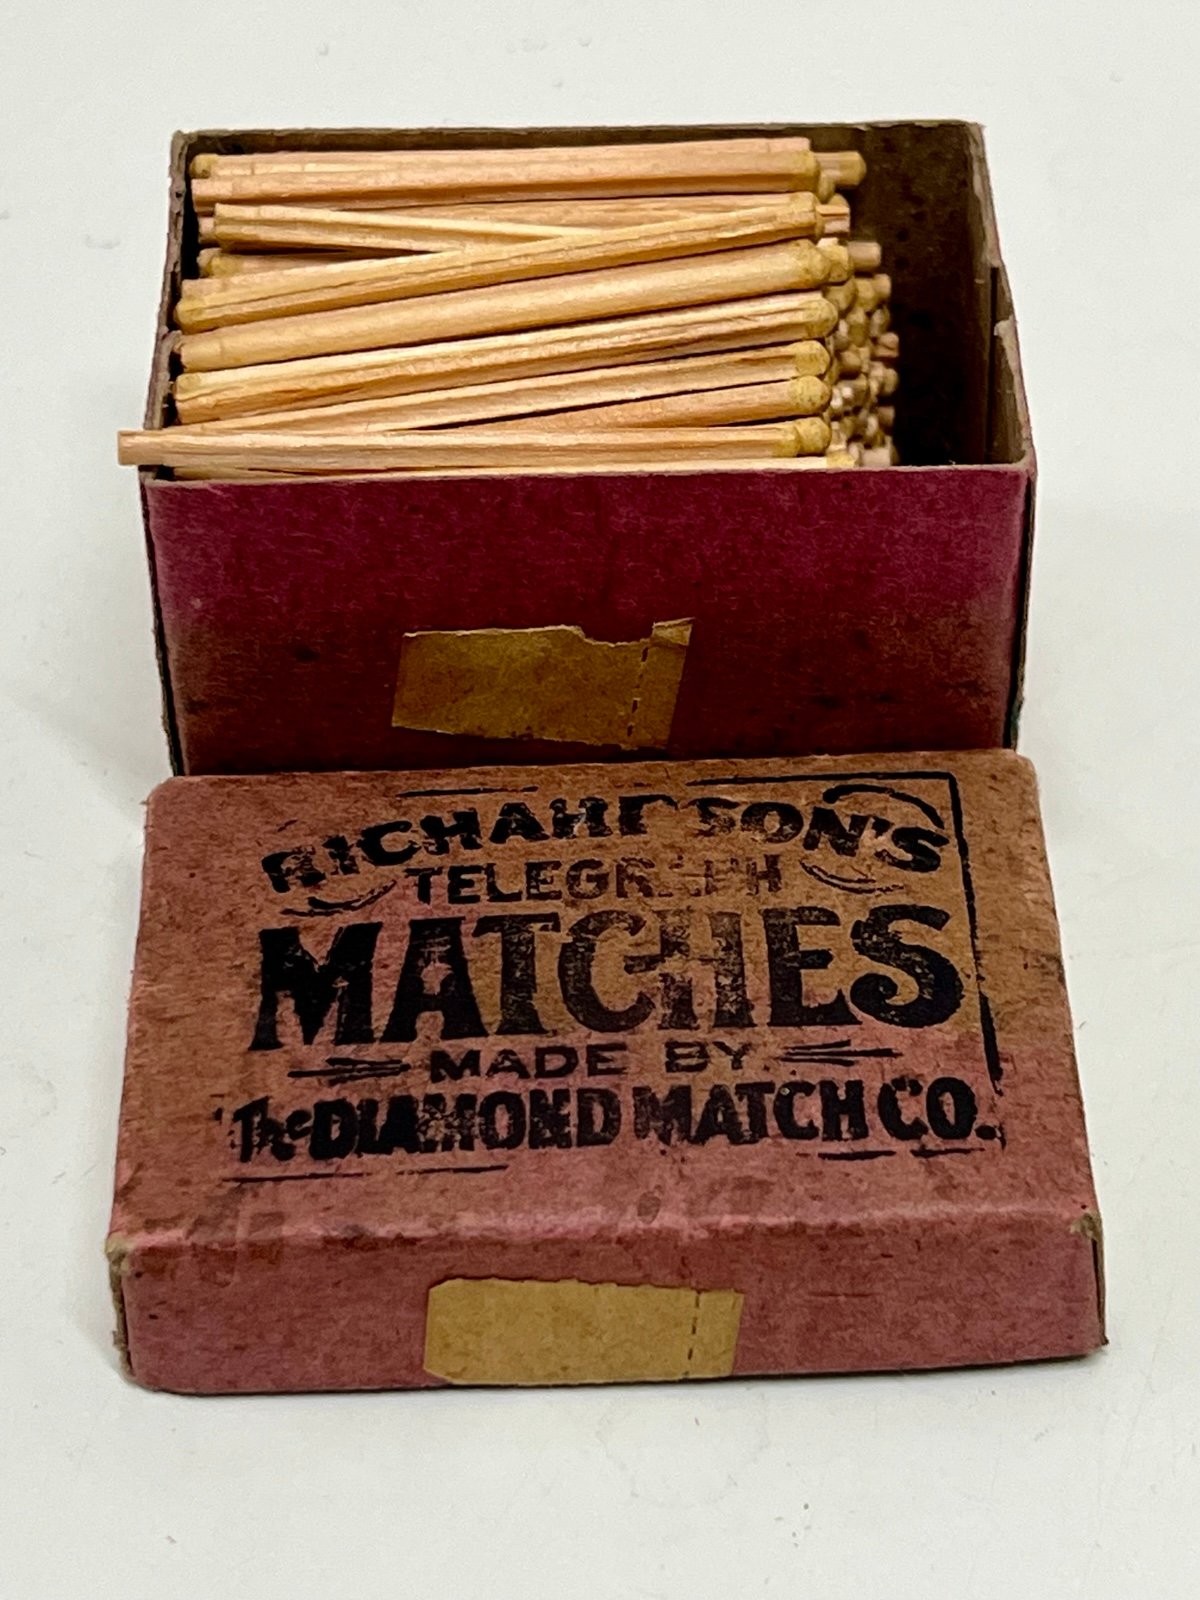 RICHARDSON'S
TELEGRAPH
MATCHES
MADE BY
The DIAMOND MATCH CO.